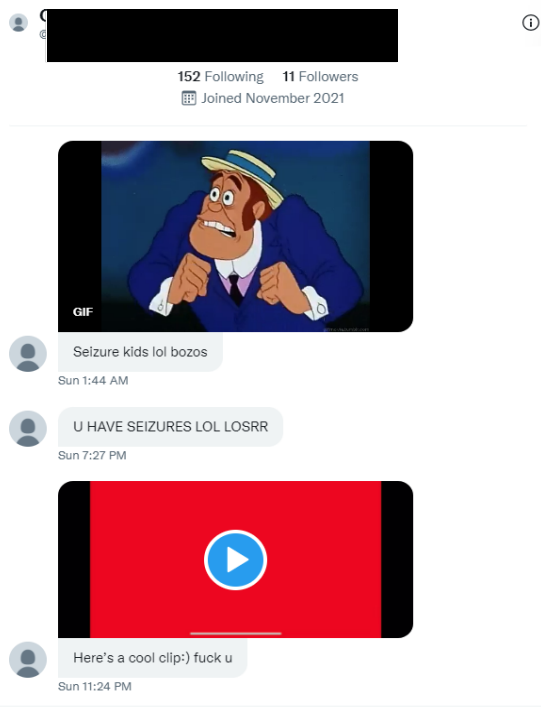 152 Following 11 Followers
Joined November 2021
GIF
Seizure kids lol bozos
Sun 1:44 AM
U HAVE SEIZURES LOL LOSRR
Sun 7:27 PM
Here's a cool clip:) fuck u
Sun 11:24 PM